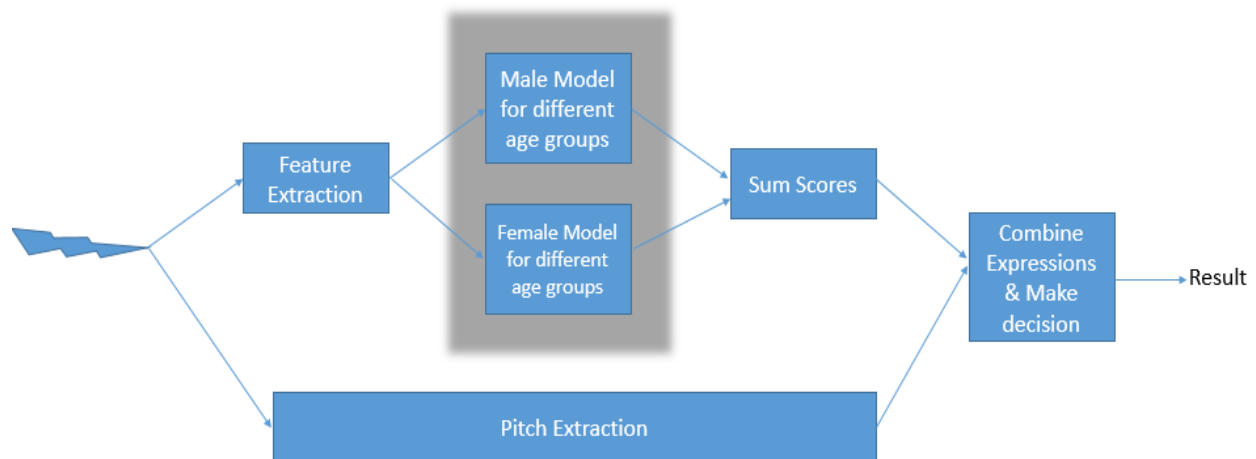 Male Model
for different
age groups
Feature
Extraction
Sum Scores
Female Model
for different
age groups
Combine
Expressions
& Make
decision
Result
Pitch Extraction